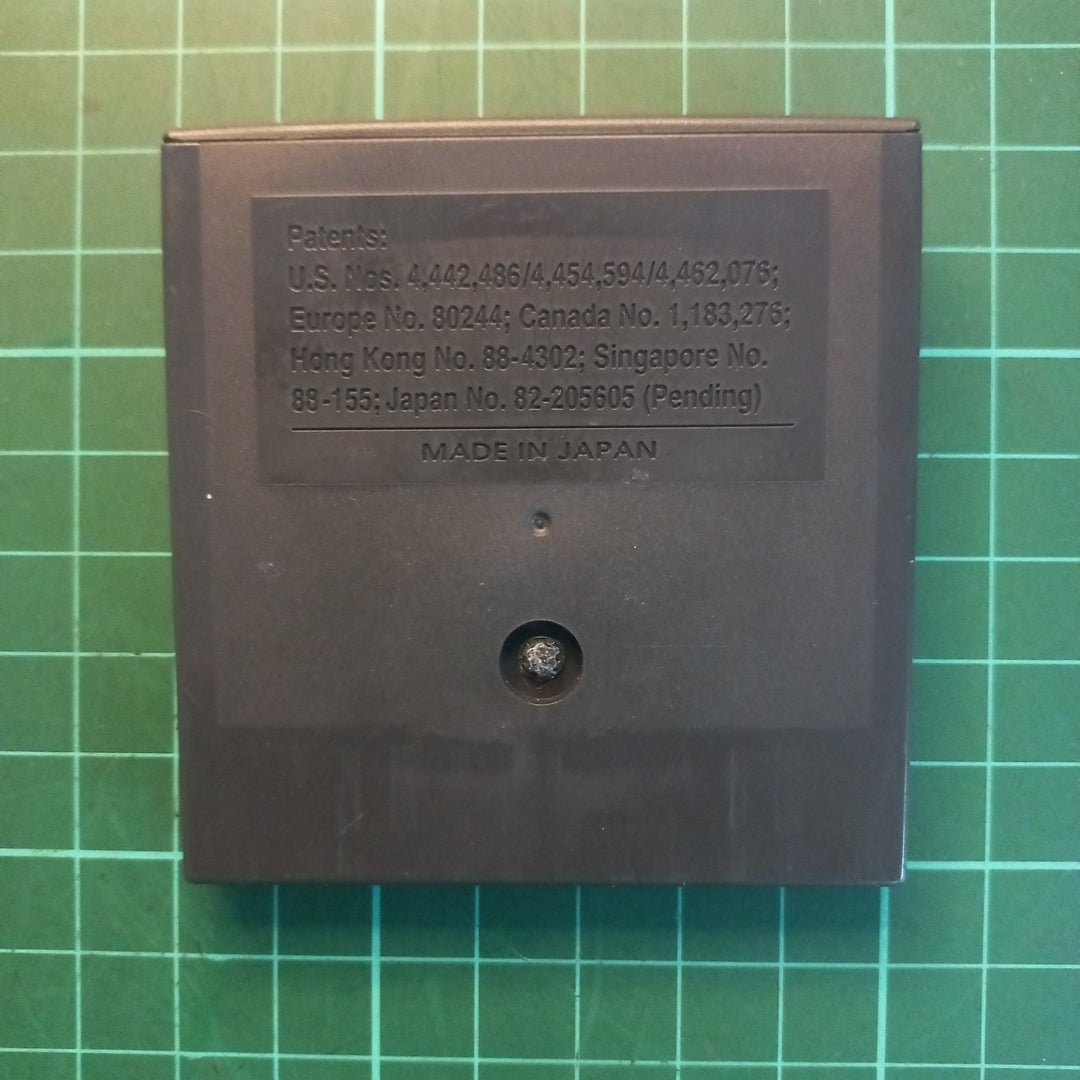 Patents:
U.S. Nos. 4,442,486/4,454,594/4,462,076;
Europe No. 80244; Canada No. 1,183,276;
Hong Kong No. 88-4302; Singapore No.
88-155; Japan No. 82-205605 (Pending)
MADE IN JAPAN